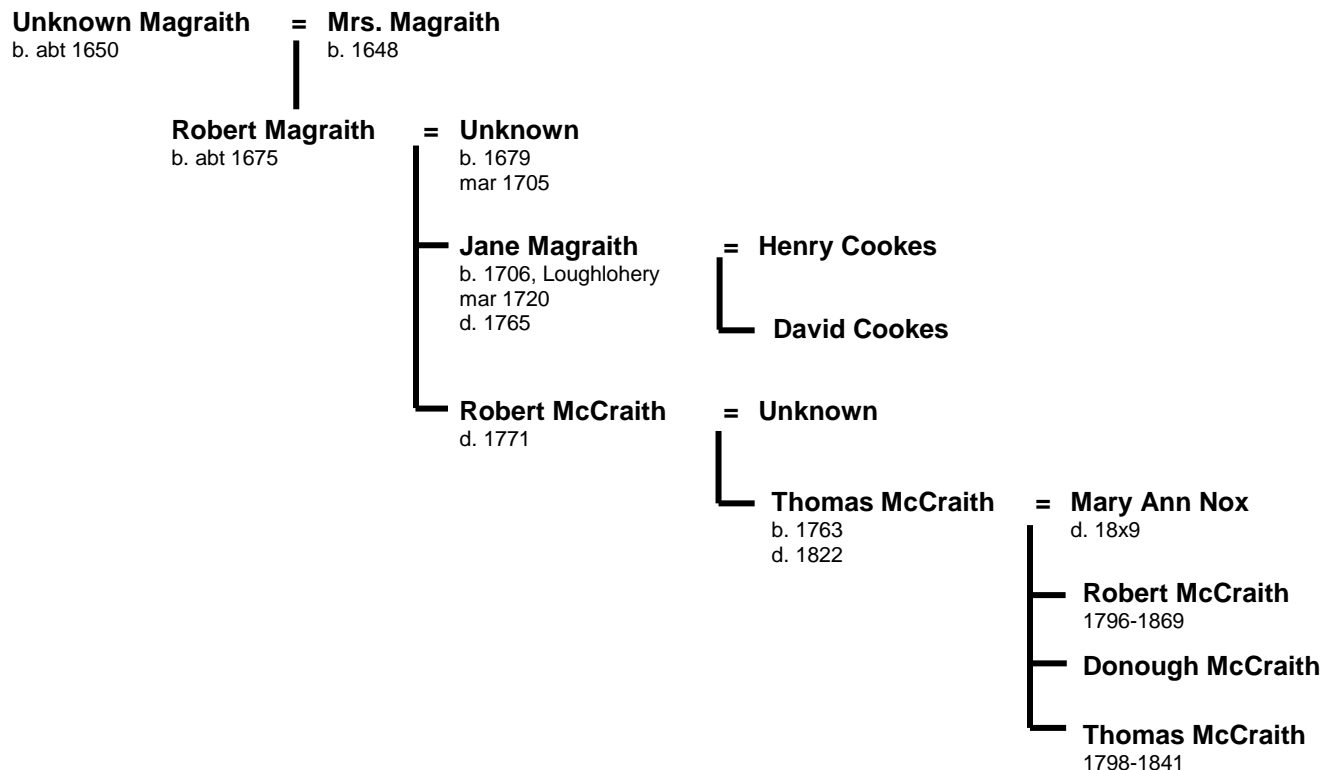 Unknown Magraith = Mrs. Magraith
b. abt 1650 b. 1648
Robert Magraith = Unknown
b. abt 1675 b. 1679
mar 1705
Jane Magraith = Henry Cookes
b. 1706, Loughlohery
mar 1720
d. 1765 David Cookes
Robert McCraith = Unknown
d. 1771
Thomas McCraith = Mary Ann Nox
b. 1763 d. 18x9
d. 1822
Robert McCraith
1796-1869
Donough McCraith
Thomas McCraith
1798-1841